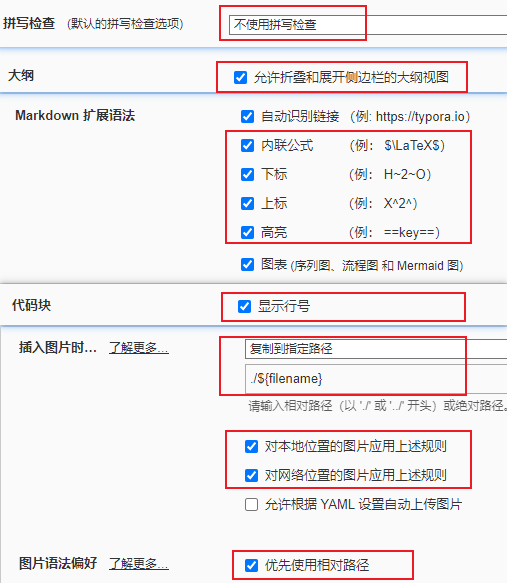 拼写检查 (默认的拼写检查选项) 不使用拼写检查
大纲 允许折叠和展开侧边栏的大纲视图
Markdown 扩展语法 自动识别链接 (例: https://typora.io)
内联公式 (例: $\LaTeX$)
下标 (例: H~2~O)
上标 (例: X^2^)
高亮 (例: ==key==)
图表 (序列图、流程图 和 Mermaid 图)
代码块 显示行号
插入图片时... 了解更多... 复制到指定路径
./${filename}
请输入相对路径（以 './' 或 '../' 开头）或绝对路径。
对本地位置的图片应用上述规则
对网络位置的图片应用上述规则
允许根据 YAML 设置自动上传图片
图片语法偏好 了解更多... 优先使用相对路径